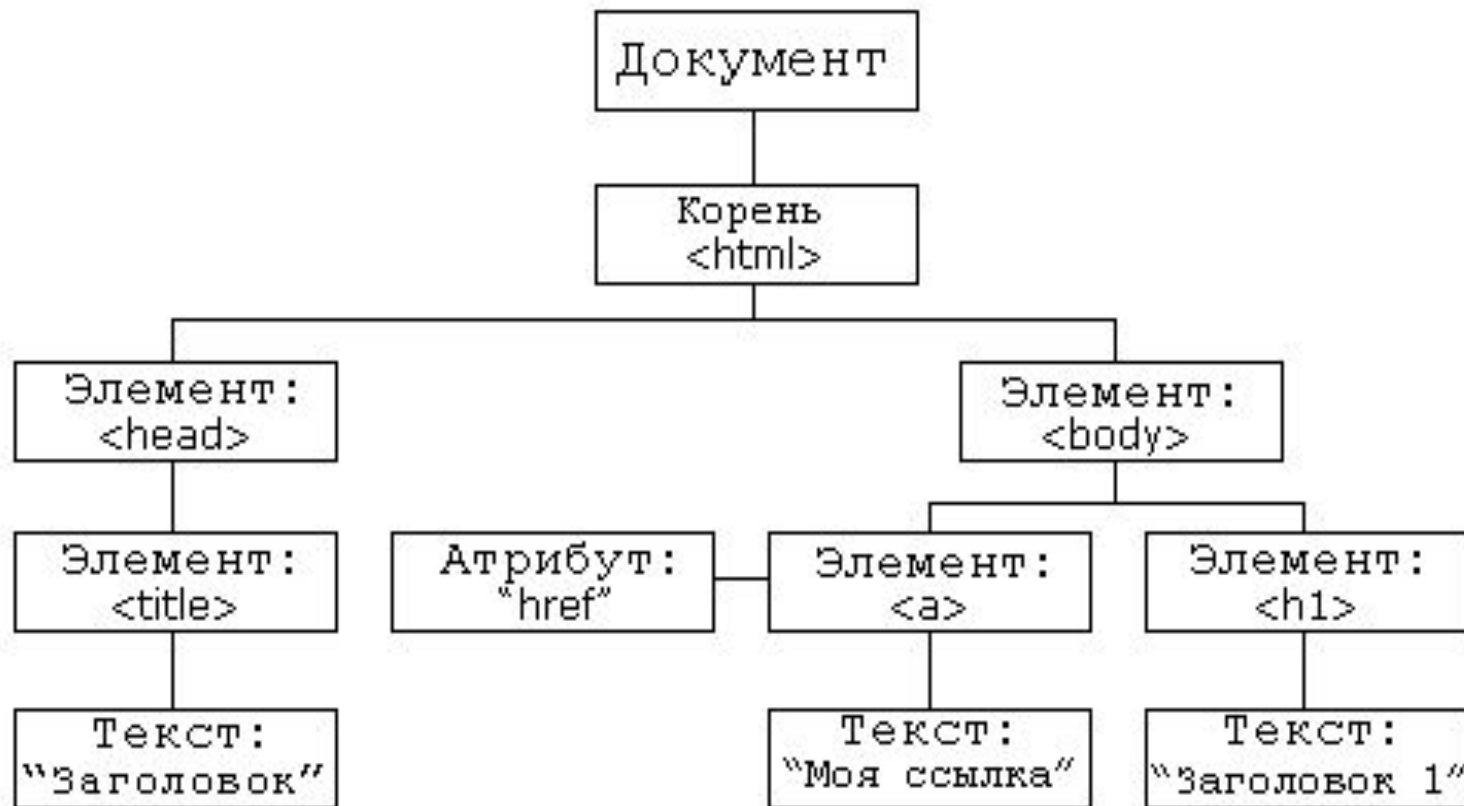 Документ
Корень
<html>
Элемент:
<head>
Элемент:
<body>
Элемент:
<title>
Атрибут:
"href"
Элемент:
<a>
Элемент:
<h1>
Текст:
"Заголовок"
Текст:
"Моя ссылка"
Текст:
"Заголовок 1"